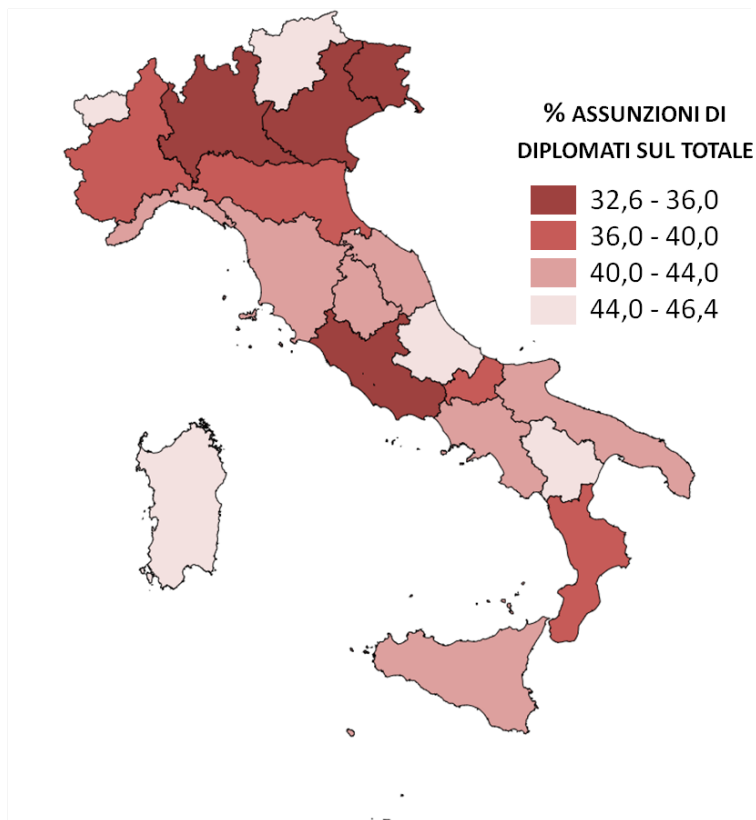 % ASSUNZIONI DI
DIPLOMATI SUL TOTALE
32,6 - 36,0
36,0 - 40,0
40,0 - 44,0
44,0 - 46,4